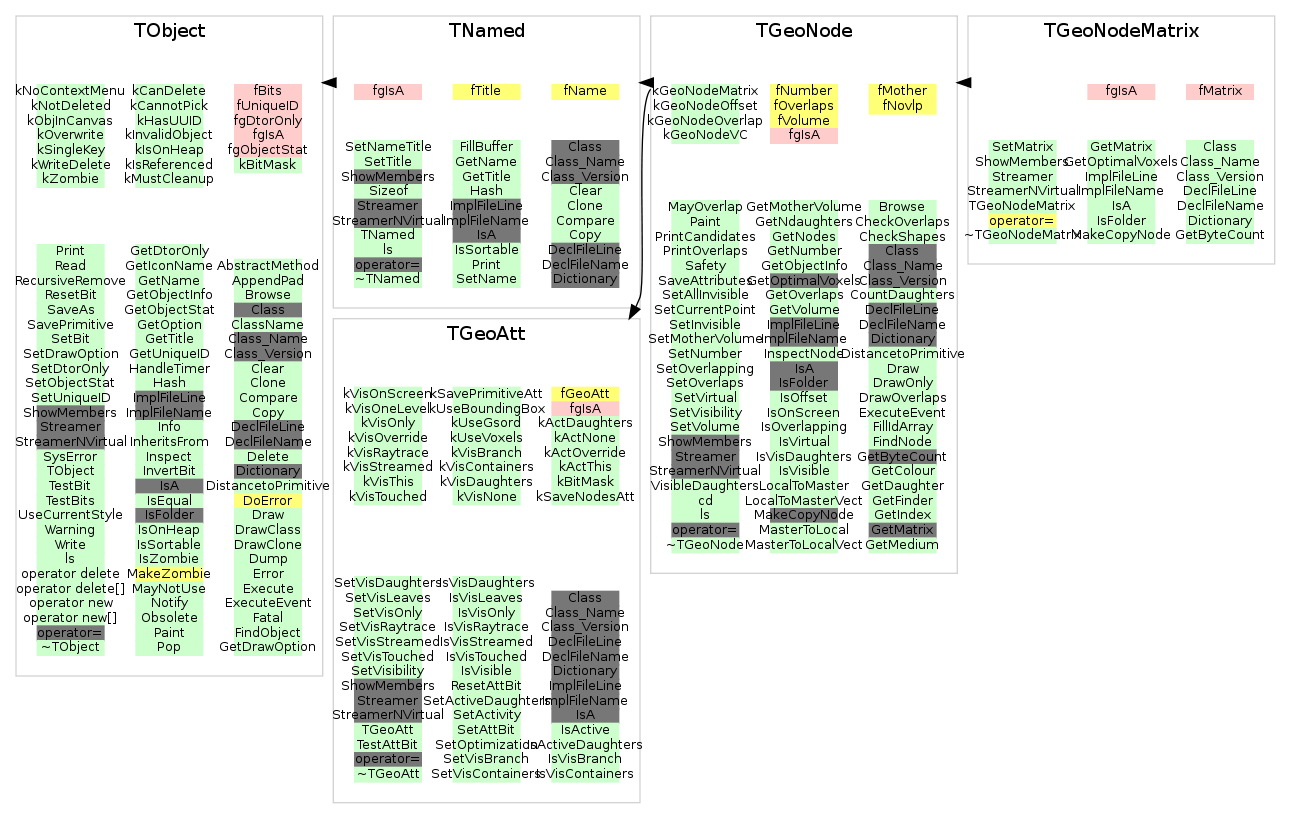 TObject
kNoContextMenu
kNotDeleted
kObjInCanvas
kOverwrite
kSingleKey
kWriteDelete
kZombie
kCanDelete
kCannotPick
kHasUUID
kInvalidObject
kIsOnHeap
kIsReferenced
kMustCleanup
fBits
fUniqueID
fgDtorOnly
fgIsA
fgObjectStat
kBitMask
Print
Read
RecursiveRemove
ResetBit
SaveAs
SavePrimitive
SetBit
SetDrawOption
SetDtorOnly
SetObjectStat
SetUniqueID
ShowMembers
Streamer
StreamerNVirtual
SysError
TObject
TestBit
TestBits
UseCurrentStyle
Warning
Write
ls
operator delete
operator delete[]
operator new
operator new[]
operator=
~TObject
GetDtorOnly
GetIconName
GetName
GetObjectInfo
GetObjectStat
GetOption
GetTitle
GetUniqueID
HandleTimer
Hash
ImplFileLine
ImplFileName
Info
InheritsFrom
Inspect
InvertBit
IsA
IsEqual
IsFolder
IsOnHeap
IsSortable
IsZombie
MakeZombie
MayNotUse
Notify
Obsolete
Paint
Pop
AbstractMethod
AppendPad
Browse
Class
ClassName
Class_Name
Class_Version
Clear
Clone
Compare
Copy
DeclFileLine
DeclFileName
Delete
Dictionary
DistancetoPrimitive
DoError
Draw
DrawClass
DrawClone
Dump
Error
Execute
ExecuteEvent
Fatal
FindObject
GetDrawOption
TNamed
fgIsA
fTitle
fName
SetNameTitle
SetTitle
ShowMembers
Sizeof
Streamer
StreamerNVirtual
TNamed
ls
operator=
~TNamed
FillBuffer
GetName
GetTitle
Hash
ImplFileLine
ImplFileName
IsA
IsSortable
Print
SetName
Class
Class_Name
Class_Version
Clear
Clone
Compare
Copy
DeclFileLine
DeclFileName
Dictionary
TGeoAtt
kVisOnScreen
kVisOneLevel
kVisOnly
kVisOverride
kVisRaytrace
kVisStreamed
kVisThis
kVisTouched
kSavePrimitiveAtt
kUseBoundingBox
kUseGsord
kUseVoxels
kVisBranch
kVisContainers
kVisDaughters
kVisNone
fGeoAtt
fgIsA
kActDaughters
kActNone
kActOverride
kActThis
kBitMask
kSaveNodesAtt
SetVisDaughters
SetVisLeaves
SetVisOnly
SetVisRaytrace
SetVisStreamed
SetVisTouched
SetVisibility
ShowMembers
Streamer
StreamerNVirtual
TGeoAtt
TestAttBit
operator=
~TGeoAtt
IsVisDaughters
IsVisLeaves
IsVisOnly
IsVisRaytrace
IsVisStreamed
IsVisTouched
IsVisible
ResetAttBit
SetActiveDaughters
SetActivity
SetAttBit
SetOptimization
SetVisBranch
SetVisContainers
Class
Class_Name
Class_Version
DeclFileLine
DeclFileName
Dictionary
ImplFileLine
ImplFileName
IsA
IsActive
IsActiveDaughters
IsVisBranch
IsVisContainers
TGeoNode
kGeoNodeMatrix
kGeoNodeOffset
kGeoNodeOverlap
kGeoNodeVC
fNumber
fOverlaps
fVolume
fgIsA
fMother
fNovlp
MayOverlap
Paint
PrintCandidates
PrintOverlaps
Safety
SaveAttributes
SetAllInvisible
SetCurrentPoint
SetInvisible
SetMotherVolume
SetNumber
SetOverlapping
SetOverlaps
SetVirtual
SetVisibility
SetVolume
ShowMembers
Streamer
StreamerNVirtual
VisibleDaughters
cd
ls
operator=
~TGeoNode
GetMotherVolume
GetNdaughters
GetNodes
GetNumber
GetObjectInfo
GetOptimalVoxels
GetOverlaps
GetVolume
ImplFileLine
ImplFileName
InspectNode
IsA
IsFolder
IsOffset
IsOnScreen
IsOverlapping
IsVirtual
IsVisDaughters
IsVisible
LocalToMaster
LocalToMasterVect
MakeCopyNode
MasterToLocal
MasterToLocalVect
Browse
CheckOverlaps
CheckShapes
Class
Class_Name
Class_Version
CountDaughters
DeclFileLine
DeclFileName
Dictionary
DistancetoPrimitive
Draw
DrawOnly
DrawOverlaps
ExecuteEvent
FillIdArray
FindNode
GetByteCount
GetColour
GetDaughter
GetFinder
GetIndex
GetMatrix
GetMedium
TGeoNodeMatrix
fgIsA
fMatrix
SetMatrix
ShowMembers
Streamer
StreamerNVirtual
TGeoNodeMatrix
operator=
~TGeoNodeMatrix
GetMatrix
GetOptimalVoxels
ImplFileLine
ImplFileName
IsA
IsFolder
MakeCopyNode
Class
Class_Name
Class_Version
DeclFileLine
DeclFileName
Dictionary
GetByteCount